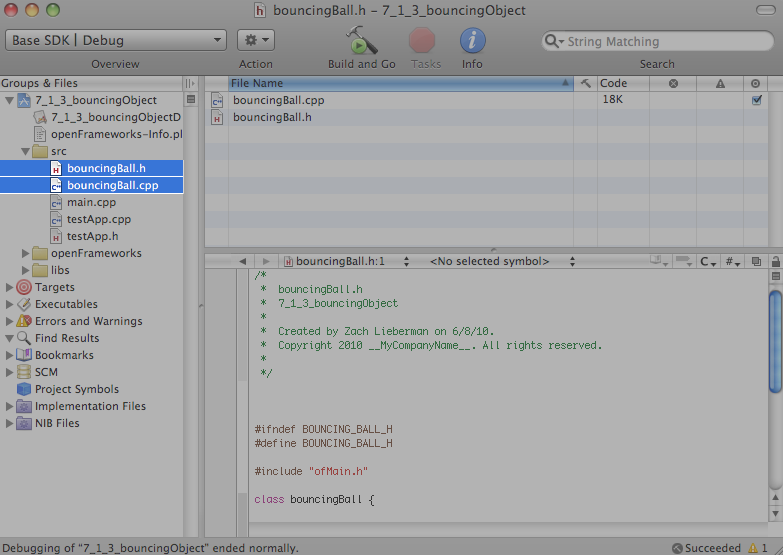 bouncingBall.h – 7_1_3_bouncingObject
Base SDK | Debug
String Matching
Overview
Action
Build and Go
Tasks
Info
Search
Groups & Files
File Name
Code
7_1_3_bouncingObject
7_1_3_bouncingObjectD
openFrameworks-Info.pl
src
bouncingBall.h
bouncingBall.cpp
main.cpp
testApp.cpp
testApp.h
openFrameworks
libs
Targets
Executables
Errors and Warnings
Find Results
Bookmarks
SCM
Project Symbols
Implementation Files
NIB Files
bouncingBall.cpp 18K
bouncingBall.h
bouncingBall.h:1 <No selected symbol> C #
/*
*  bouncingBall.h
*  7_1_3_bouncingObject
*
*  Created by Zach Lieberman on 6/8/10.
*  Copyright 2010 __MyCompanyName__. All rights reserved.
*
*/
#ifndef BOUNCING_BALL_H
#define BOUNCING_BALL_H
#include "ofMain.h"
class bouncingBall {
Debugging of “7_1_3_bouncingObject” ended normally.
Succeeded 1